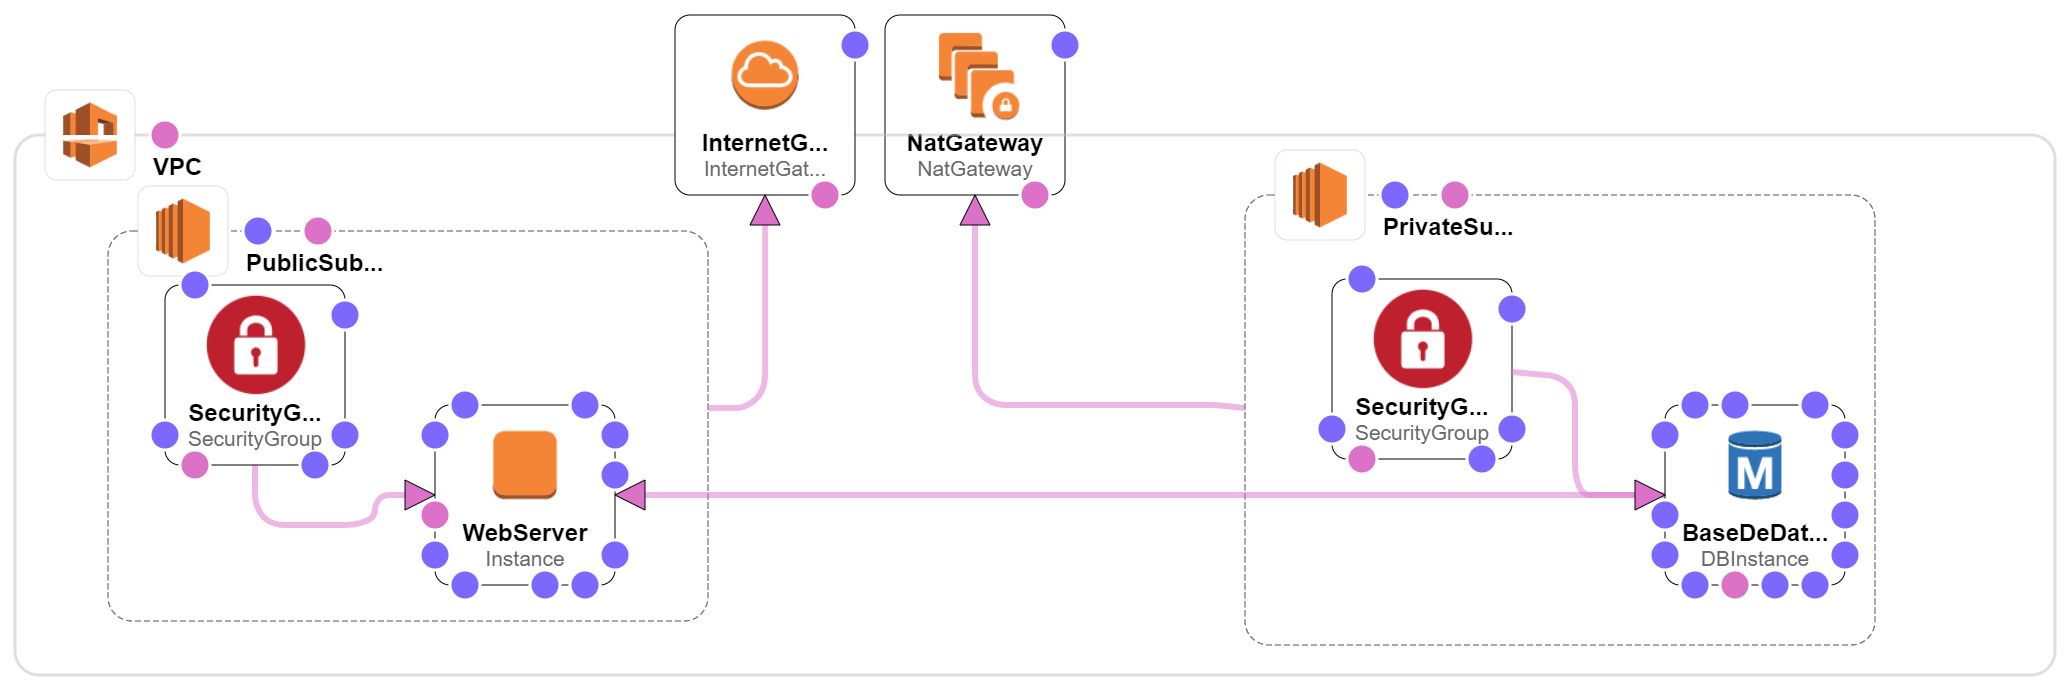 InternetG...
InternetGat...
NatGateway
NatGateway
VPC
PublicSub...
PrivateSu...
SecurityG...
SecurityGroup
SecurityG...
SecurityGroup
WebServer
Instance
M
BaseDeDat...
DBInstance